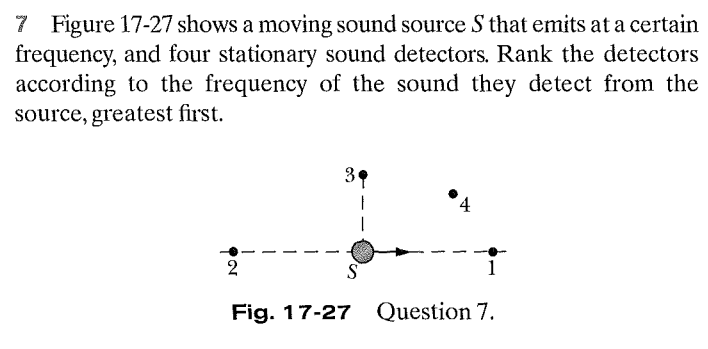 7 Figure 17-27 shows a moving sound source S that emits at a certain
frequency, and four stationary sound detectors. Rank the detectors
according to the frequency of the sound they detect from the
source, greatest first.
3
4
2
S
1
Fig. 17-27 Question 7.